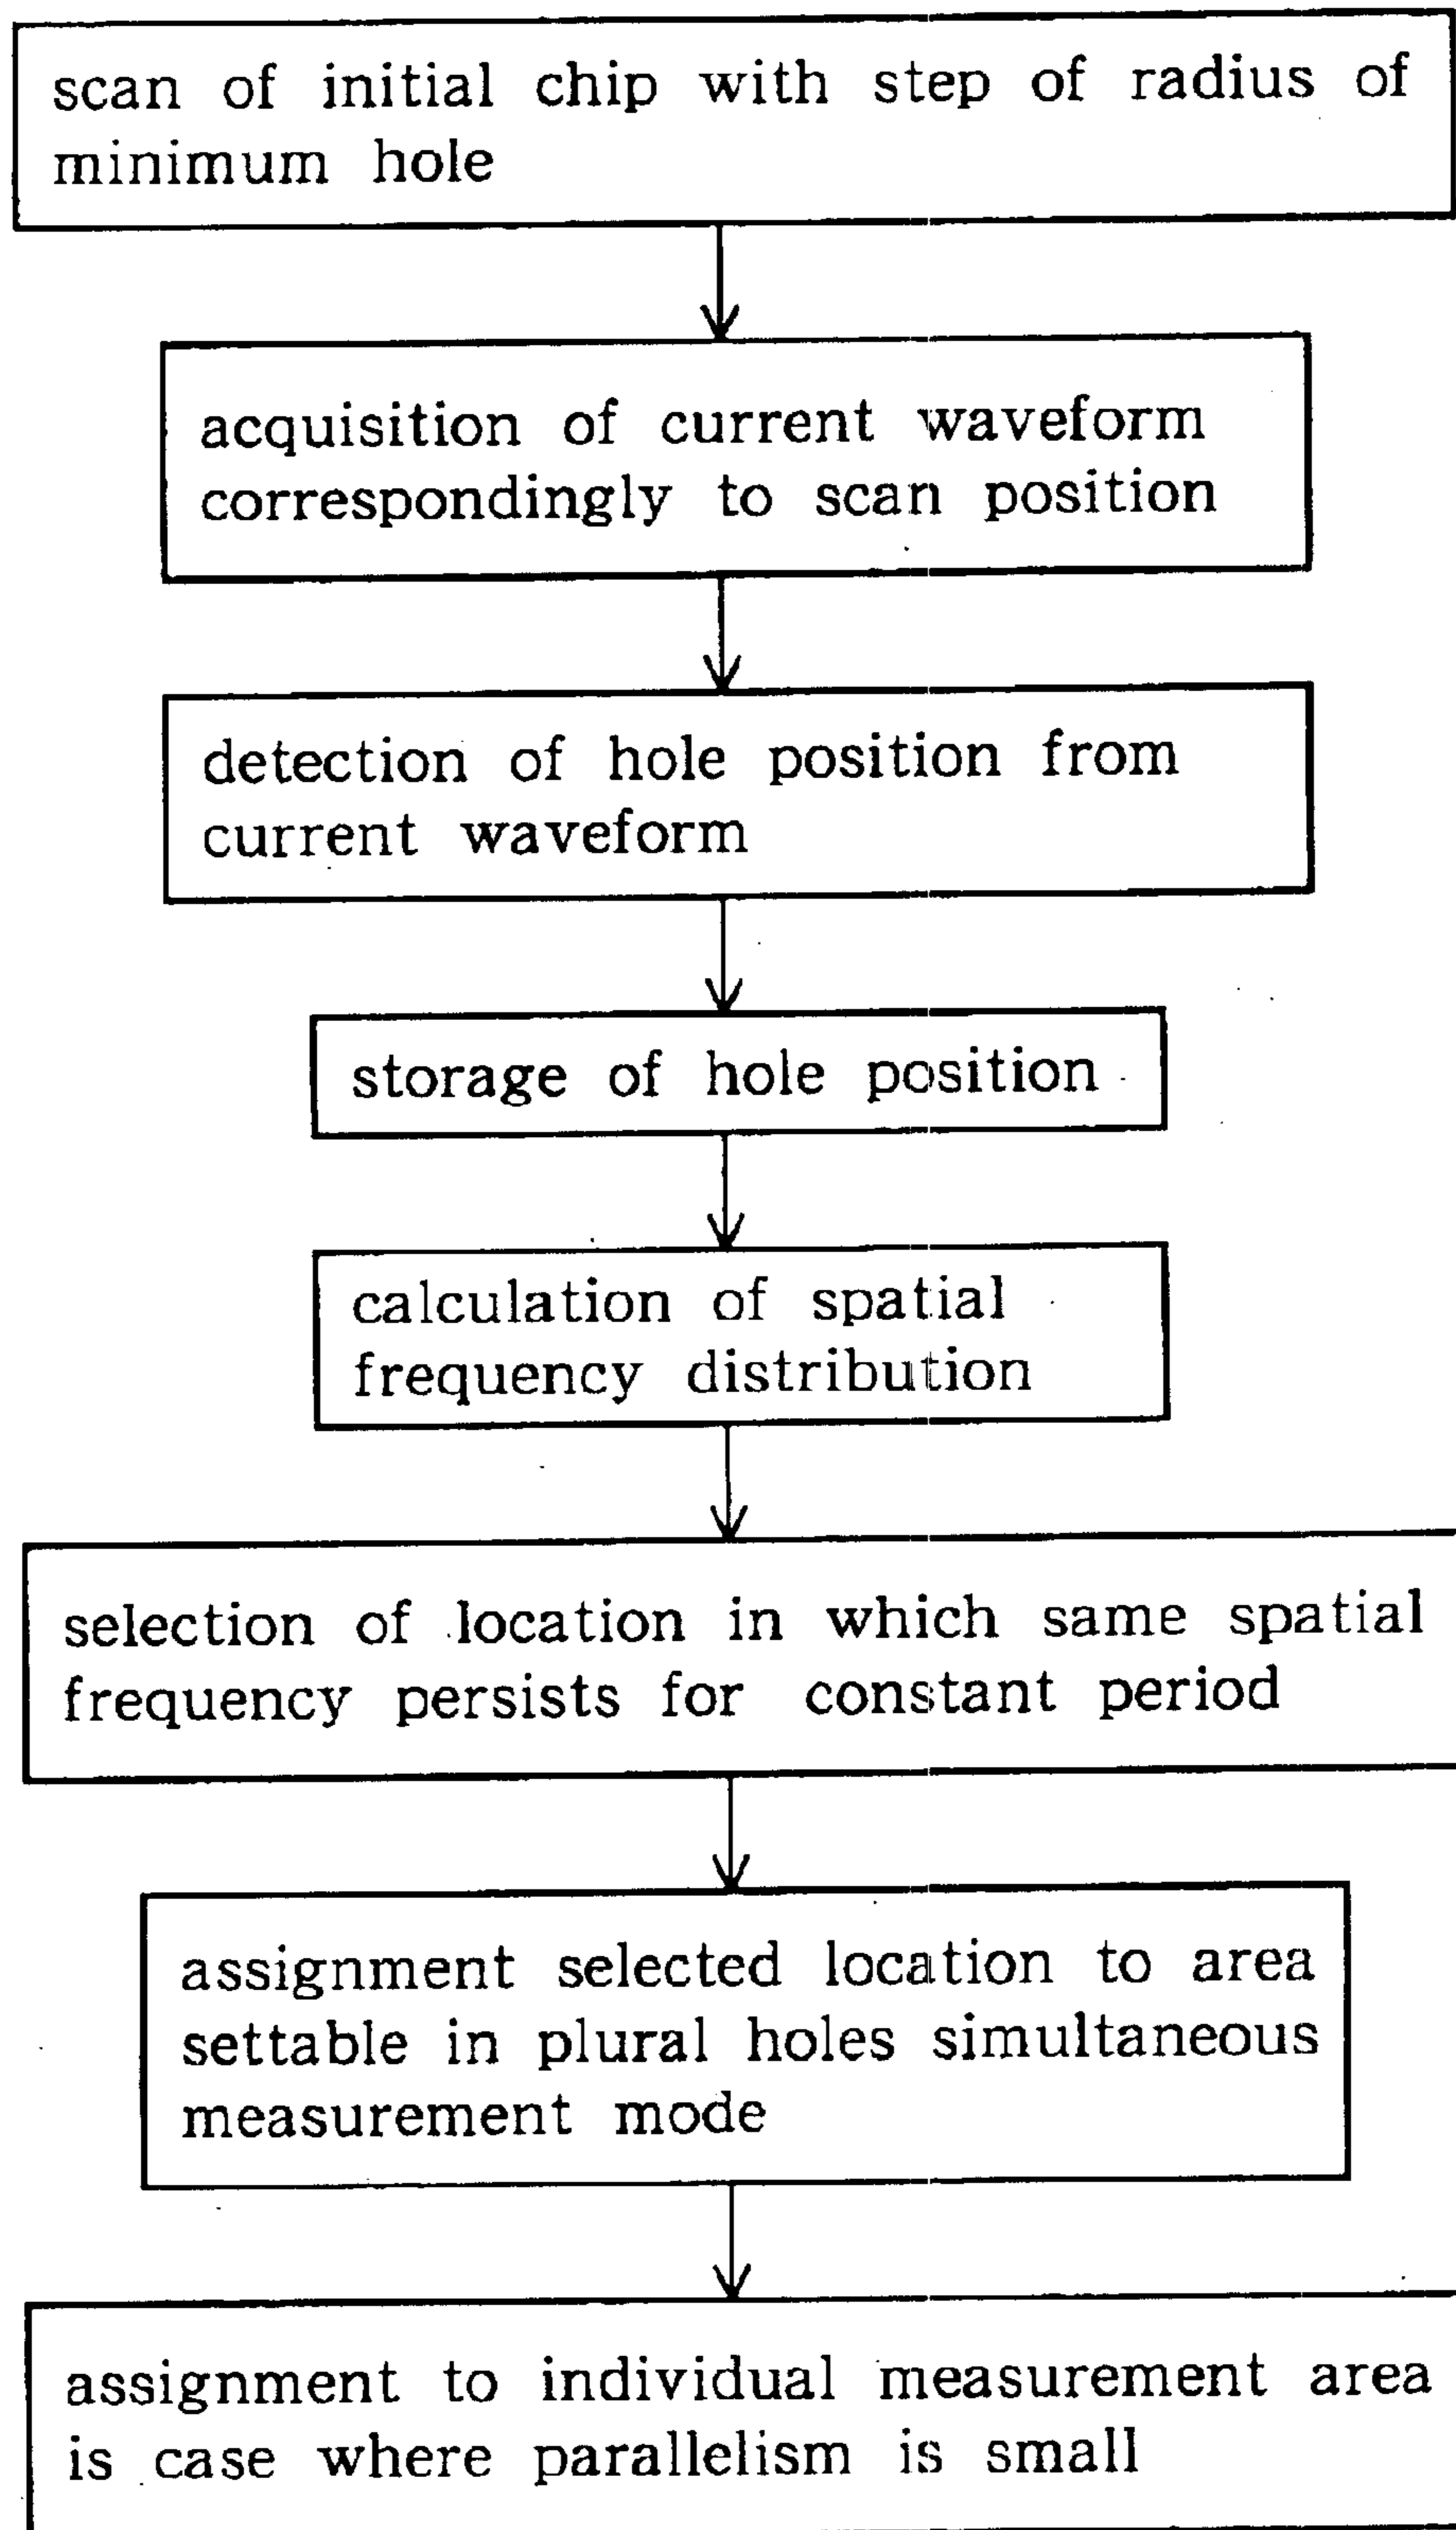 scan of initial chip with step of radius of
minimum hole
acquisition of current waveform
correspondingly to scan position
detection of hole position from
current waveform
storage of hole position
calculation of spatial
frequency distribution
selection of location in which same spatial
frequency persists for constant period
assignment selected location to area
settable in plural holes simultaneous
measurement mode
assignment to individual measurement area
is case where parallelism is small